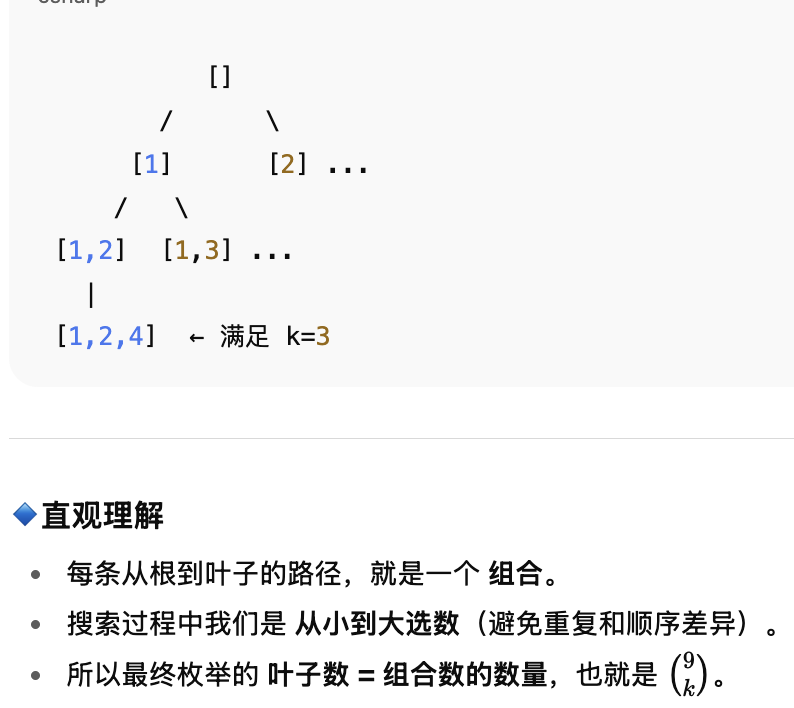 csharp
[]
/ \
[1] [2] ...
/ \
[1,2] [1,3] ...
|
[1,2,4] ← 满足 k=3
🔷直观理解
• 每条从根到叶子的路径，就是一个 组合。
• 搜索过程中我们是 从小到大选数（避免重复和顺序差异）。
• 所以最终枚举的 叶子数 = 组合数的数量，也就是 (9 k)。